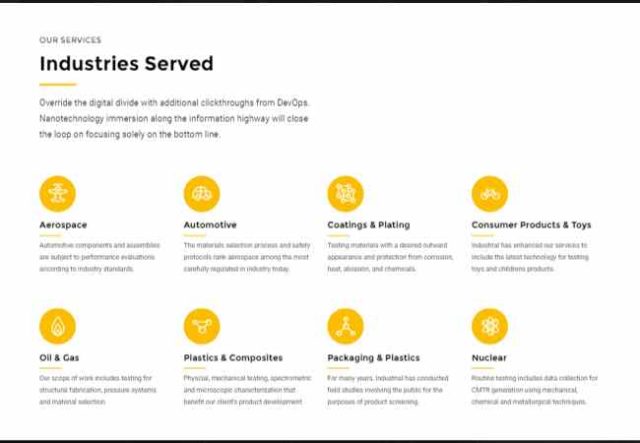 OUR SERVICES
Industries Served
Override the digital divide with additional clickthroughs from DevOps.
Nanotechnology immersion along the information highway will close
the loop on focusing solely on the bottom line.
Aerospace
Automotive components and assemblies
are subject to performance evaluations
according to industry standards.
Automotive
The materials selection process and safety
protocols rank aerospace among the most
carefully regulated in industry today.
Coatings & Plating
Testing materials with a desired outward
appearance and protection from corrosion,
heat, abrasion, and chemicals.
Consumer Products & Toys
Industrial has enhanced our services to
include the latest technology for testing
toys and childrens products.
Oil & Gas
Our scope of work includes testing for
structural fabrication, pressure systems
and material selection.
Plastics & Composites
Physical, mechanical testing, spectrometric
and microscopic characterization that
benefit our client's product development
Packaging & Plastics
For many years, Industrial has conducted
field studies involving the public for the
purposes of product screening.
Nuclear
Routine testing includes data collection for
CMTR generation using mechanical,
chemical and metallurgical techniques.